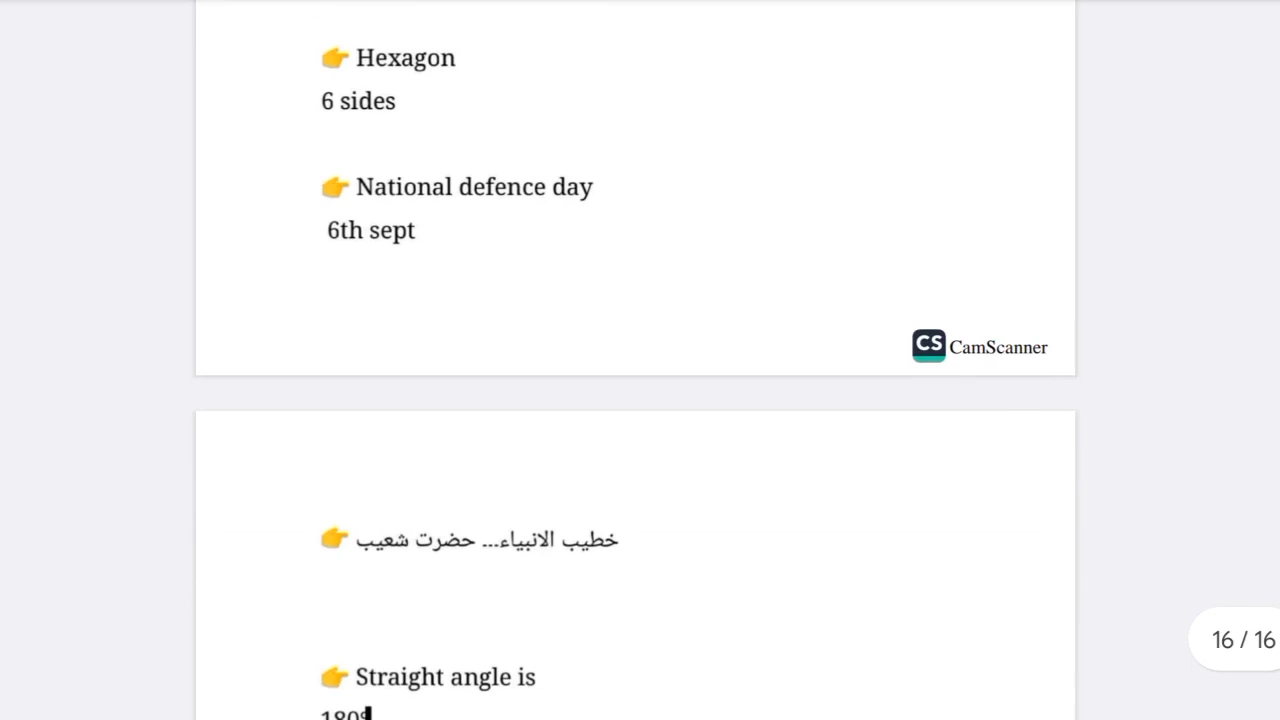 👉 Hexagon
6 sides
👉 National defence day
6th sept
CS CamScanner
👉 خطیب الانبیاء... حضرت شعیب
16 / 16
👉 Straight angle is
180°